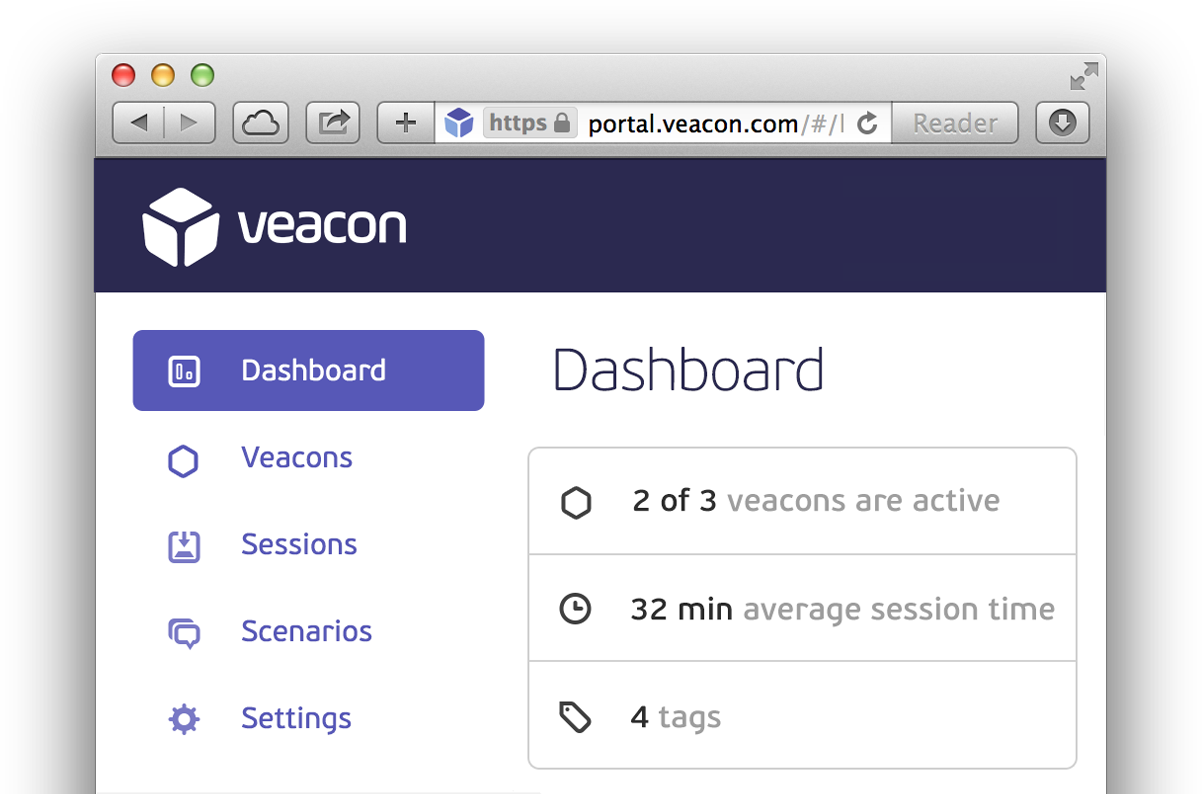 https portal.veacon.com/#/l Reader
veacon
Dashboard
Veacons
Sessions
Scenarios
Settings
Dashboard
2 of 3 veacons are active
32 min average session time
4 tags